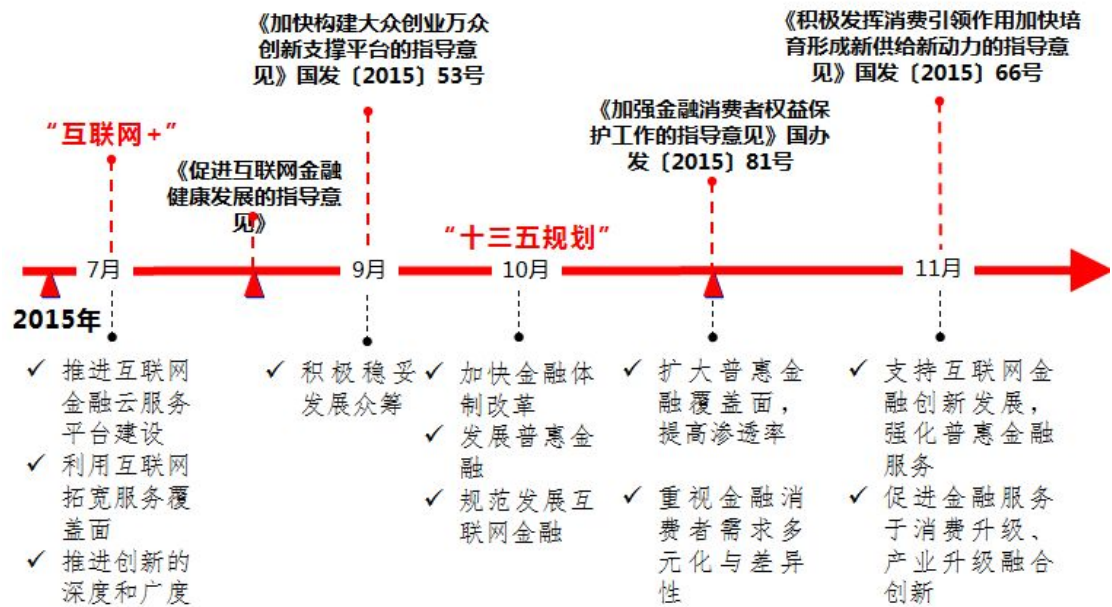 《加快构建大众创业万众
创新支撑平台的指导意
见》国发〔2015〕53号
《积极发挥消费引领作用加快培
育形成新供给新动力的指导意
见》国发〔2015〕66号
《加强金融消费者权益保
护工作的指导意见》国办
发〔2015〕81号
“互联网+”
《促进互联网金融
健康发展的指导意
见》
“十三五规划”
7月
9月
10月
11月
2015年
✓ 推进互联网
金融云服务
平台建设
✓ 利用互联网
拓宽服务覆
盖面
✓ 推进创新的
深度和广度
✓ 积极稳妥
发展众筹
✓ 加快金融体
制改革
✓ 发展普惠金
融
✓ 规范发展互
联网金融
✓ 扩大普惠金
融覆盖面，
提高渗透率
✓ 重视金融消
费者需求多
元化与差异
性
✓ 支持互联网金
融创新发展，
强化普惠金融
服务
✓ 促进金融服务
于消费升级、
产业升级融合
创新